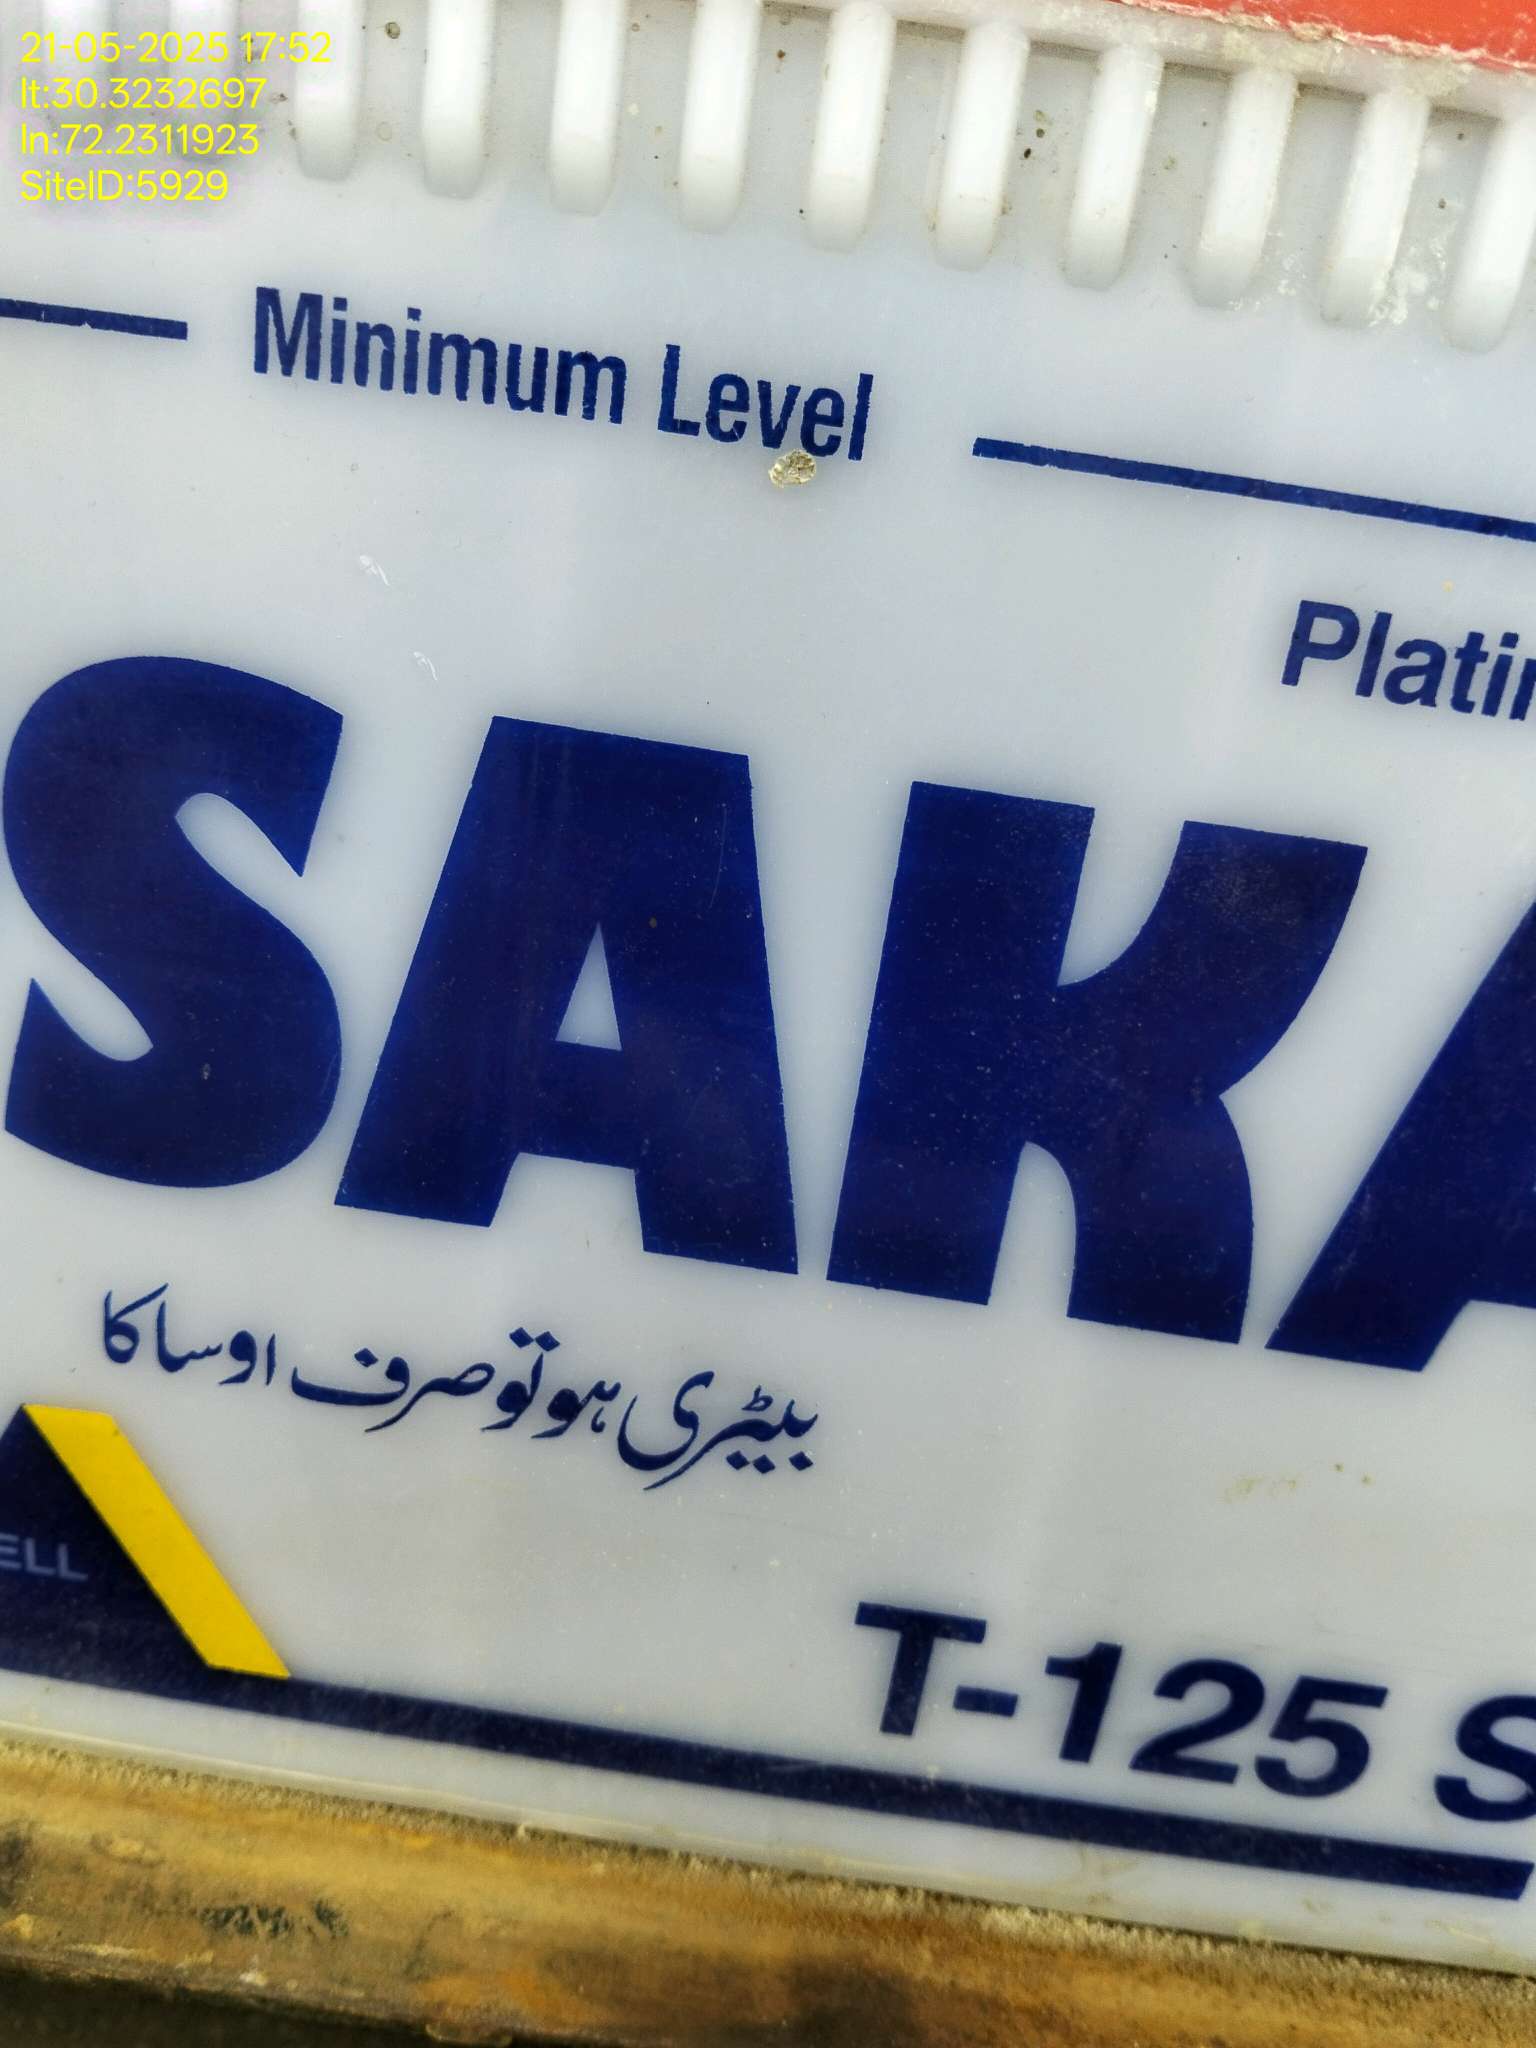 21-05-2025 17:52
lt:30.3232697
ln:72.2311923
SiteID:5929
Minimum Level
Platin
SAKA
بیٹری ہو تو صرف اوساکا
ELL
T-125 S